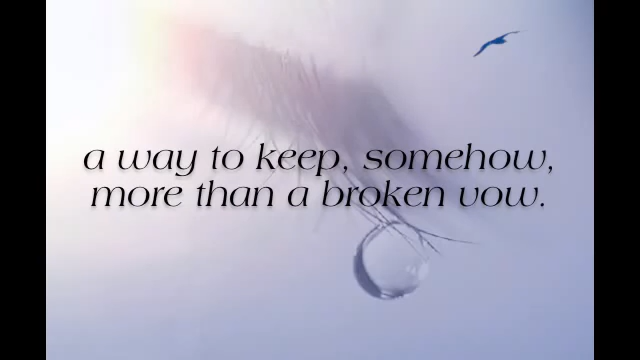 a way to keep, somehow,
more than a broken vow.